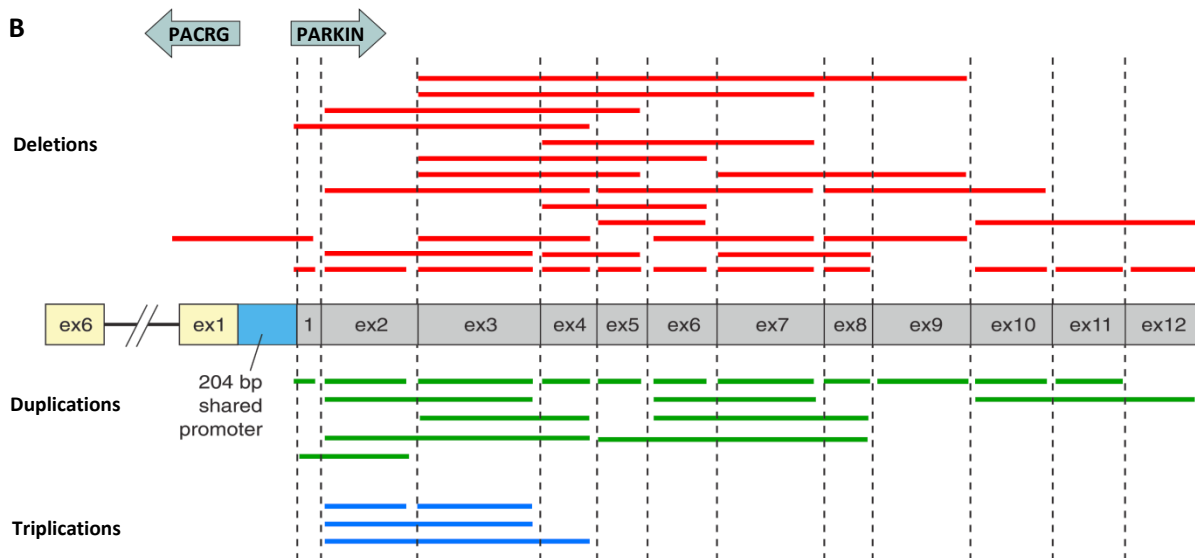 B
PACRG
PARKIN
Deletions
ex6
ex1
1
ex2
ex3
ex4
ex5
ex6
ex7
ex8
ex9
ex10
ex11
ex12
204 bp
shared
promoter
Duplications
Triplications